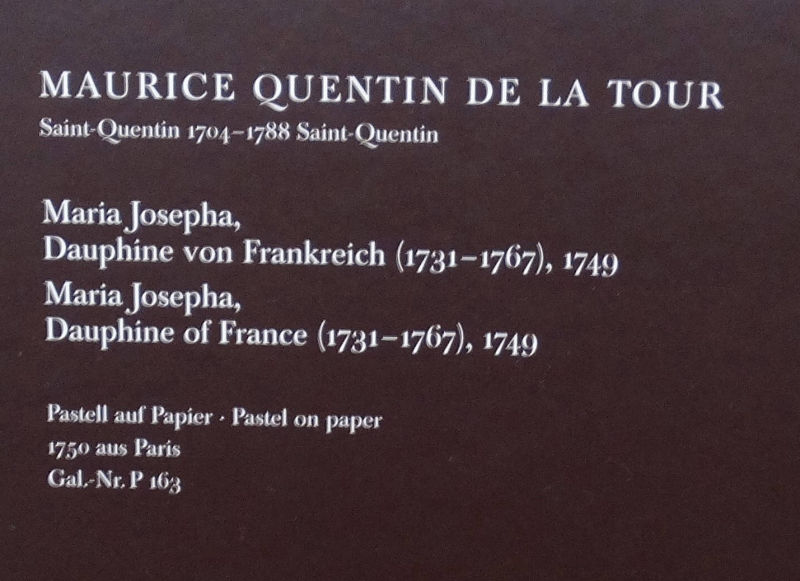 MAURICE QUENTIN DE LA TOUR
Saint-Quentin 1704–1788 Saint-Quentin
Maria Josepha,
Dauphine von Frankreich (1731–1767), 1749
Maria Josepha,
Dauphine of France (1731–1767), 1749
Pastell auf Papier · Pastel on paper
1750 aus Paris
Gal.-Nr. P 163